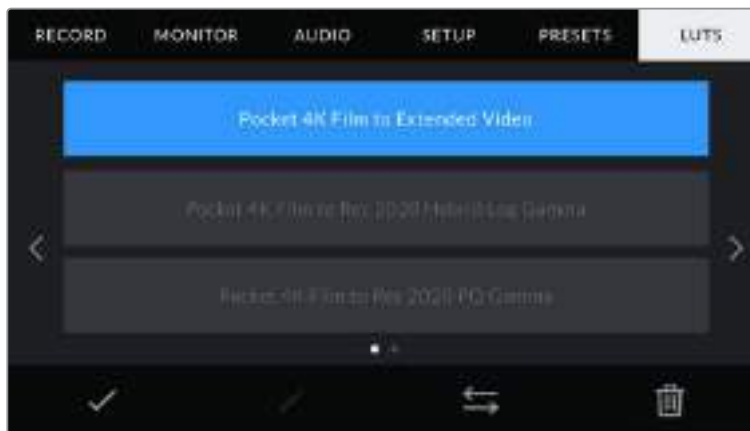 RECORD MONITOR AUDIO SETUP PRESETS LUTS
Pocket 4K Film to Extended Video
Pocket 4K Film to Rec 2020 Hybrid Log Gamma
Pocket 4K Film to Rec 2020 PQ Gamma